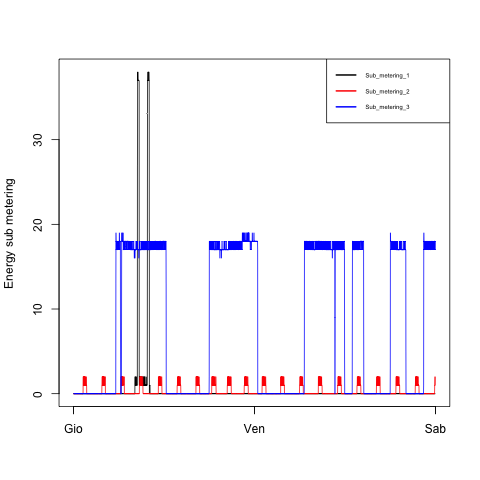 Sub_metering_1
Sub_metering_2
Sub_metering_3
Energy sub metering
30
20
10
0
Gio Ven Sab